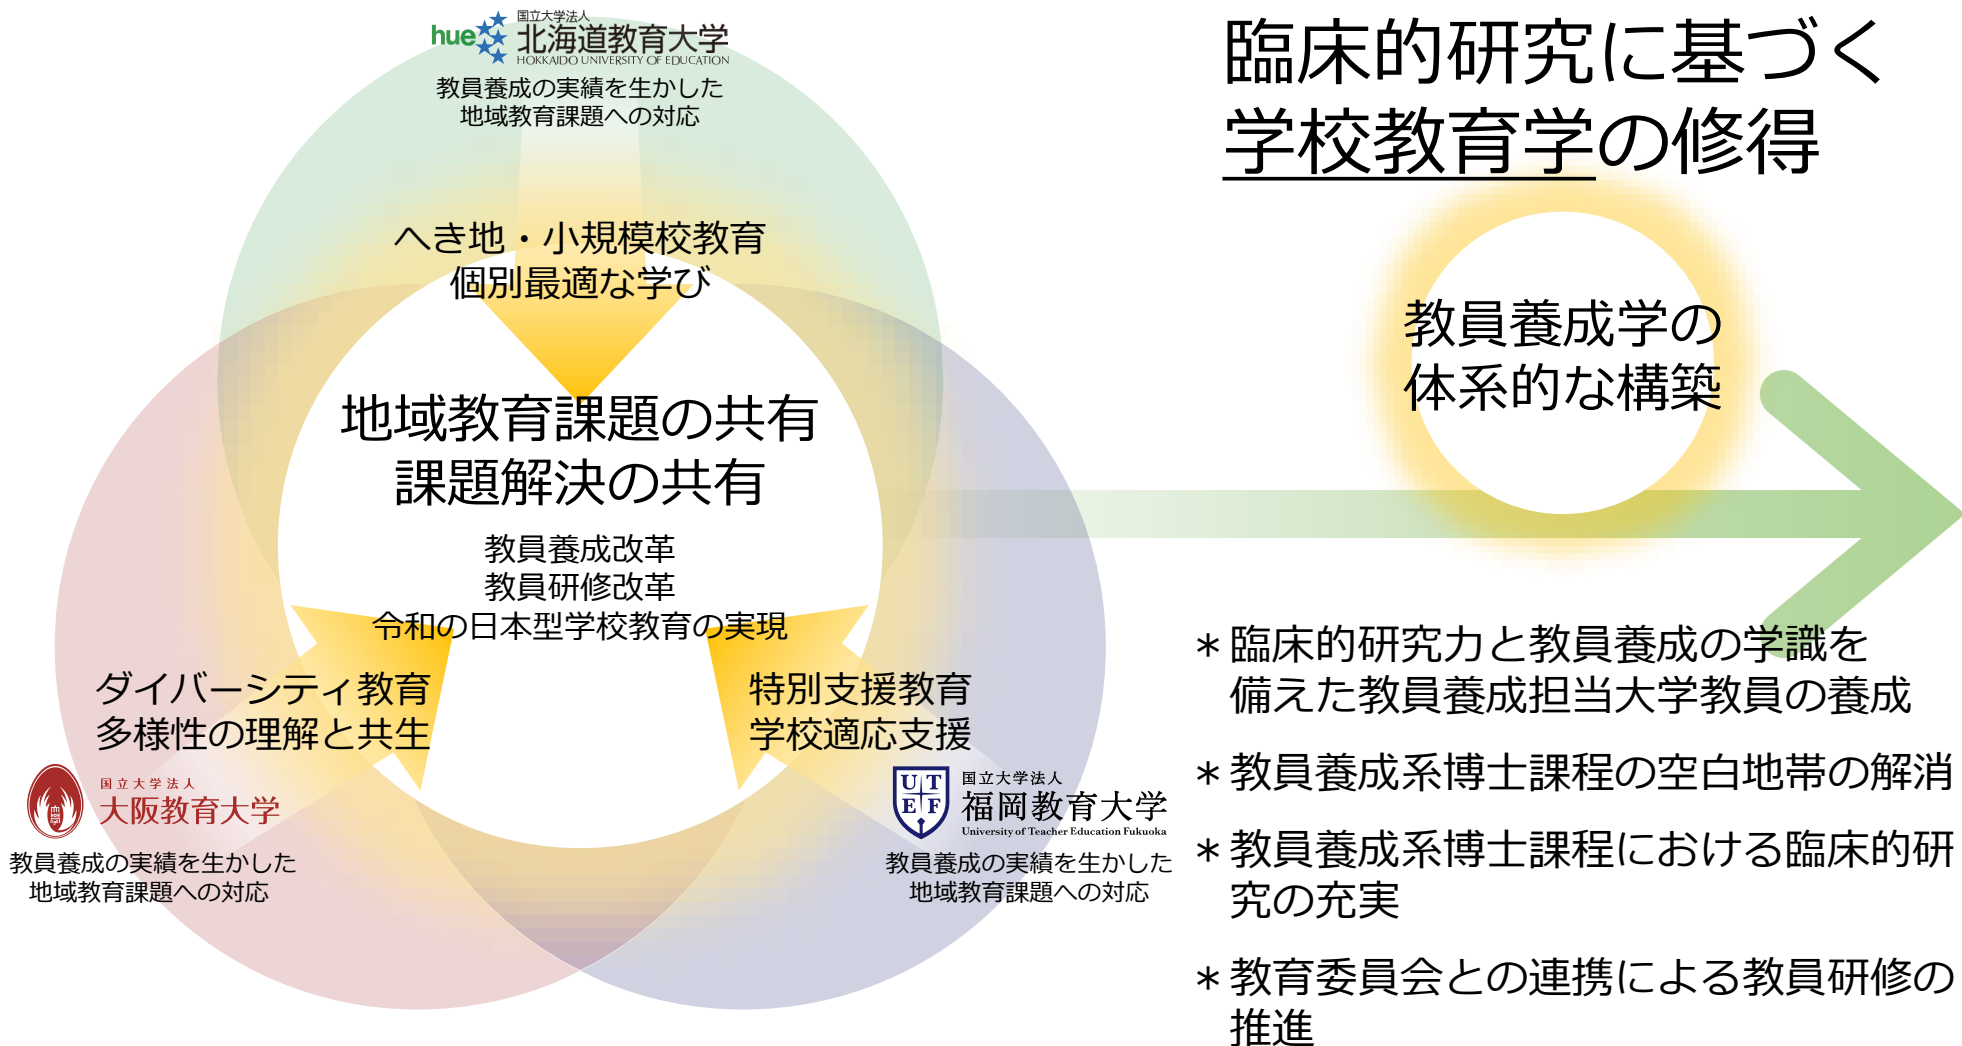 国立大学法人
hue 北海道教育大学
HOKKAIDO UNIVERSITY OF EDUCATION
教員養成の実績を生かした
地域教育課題への対応
へき地・小規模校教育
個別最適な学び
地域教育課題の共有
課題解決の共有
教員養成改革
教員研修改革
令和の日本型学校教育の実現
ダイバーシティ教育
多様性の理解と共生
国立大学法人
大阪教育大学
教員養成の実績を生かした
地域教育課題への対応
特別支援教育
学校適応支援
UT
EF
国立大学法人
福岡教育大学
University of Teacher Education Fukuoka
教員養成の実績を生かした
地域教育課題への対応
臨床的研究に基づく
学校教育学の修得
教員養成学の
体系的な構築
＊臨床的研究力と教員養成の学識を
備えた教員養成担当大学教員の養成
＊教員養成系博士課程の空白地帯の解消
＊教員養成系博士課程における臨床的研
究の充実
＊教育委員会との連携による教員研修の
推進